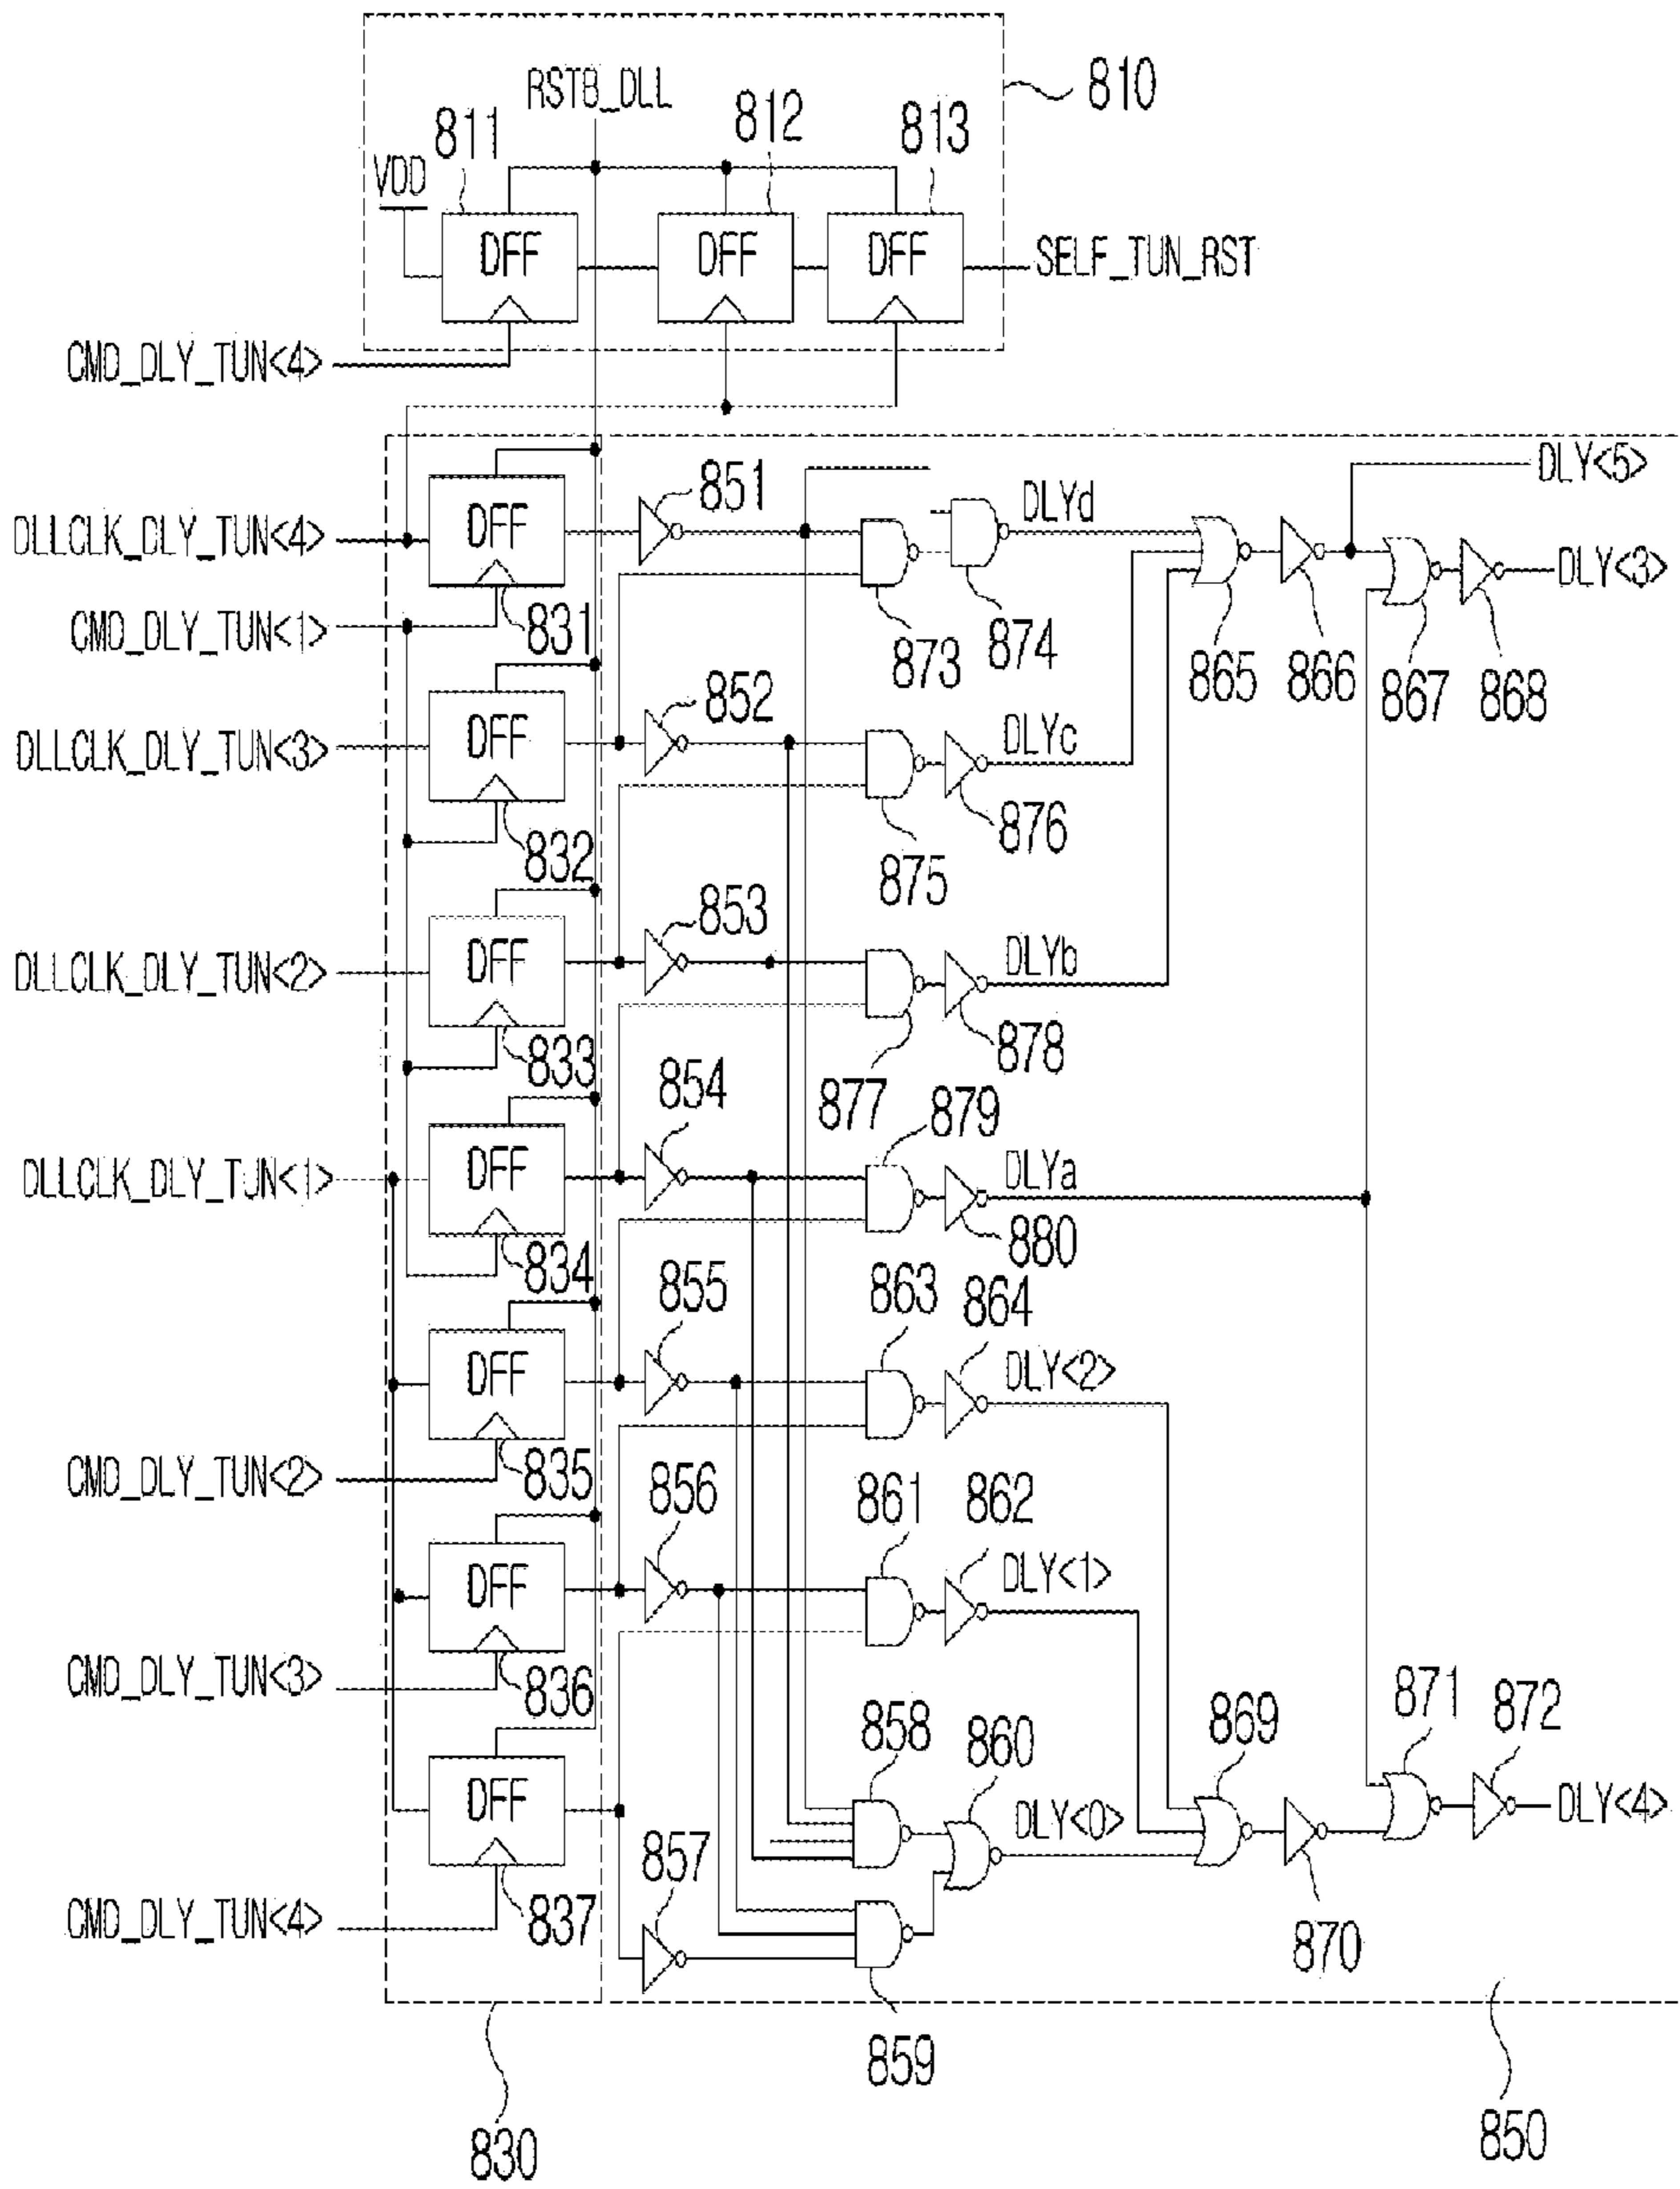 810
RSTB_DLL
811
812
813
VDD
DFF
DFF
DFF
SELF_TUN_RST
CMD_DLY_TUN<4>
DLLCLK_DLY_TUN<4>
DFF
831
851
873
874
DLYd
865
866
867
868
DLY<5>
DLY<3>
CMD_DLY_TUN<1>
DLLCLK_DLY_TUN<3>
DFF
832
852
875
876
DLYc
DLLCLK_DLY_TUN<2>
DFF
833
853
877
878
DLYb
DLLCLK_DLY_TUN<1>
DFF
834
854
879
880
DLYa
DFF
835
855
863
864
DLY<2>
CMD_DLY_TUN<2>
DFF
836
856
861
862
DLY<1>
CMD_DLY_TUN<3>
DFF
837
857
858
859
860
DLY<0>
869
870
871
872
DLY<4>
CMD_DLY_TUN<4>
830
850